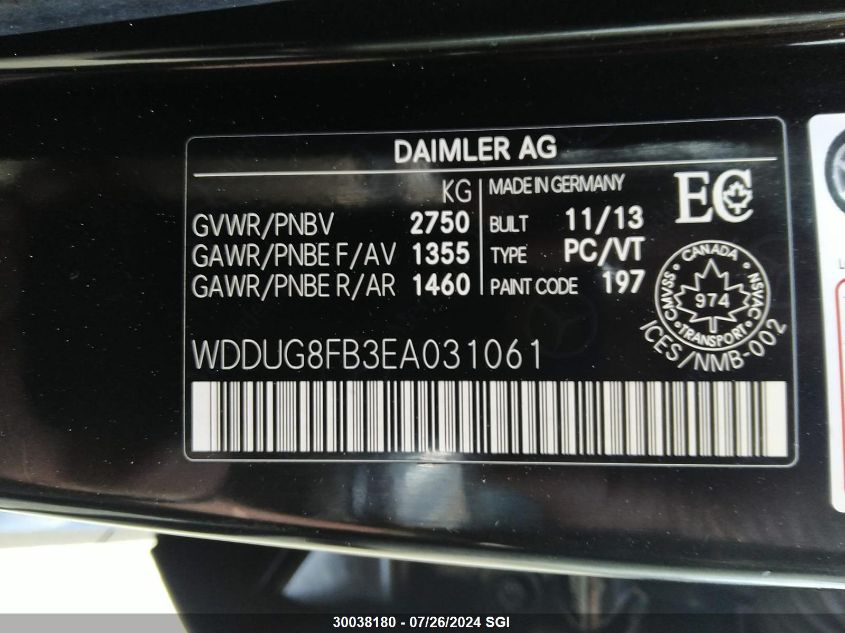 DAIMLER AG
KG
GVWR/PNBV 2750
GAWR/PNBE F/AV 1355
GAWR/PNBE R/AR 1460
MADE IN GERMANY
BUILT 11/13
TYPE PC/VT
PAINT CODE 197
EC
CANADA
CMVSS 974 NSVAC
TRANSPORT
ICES/NMB-002
WDDUG8FB3EA031061
30038180 - 07/26/2024 SGI